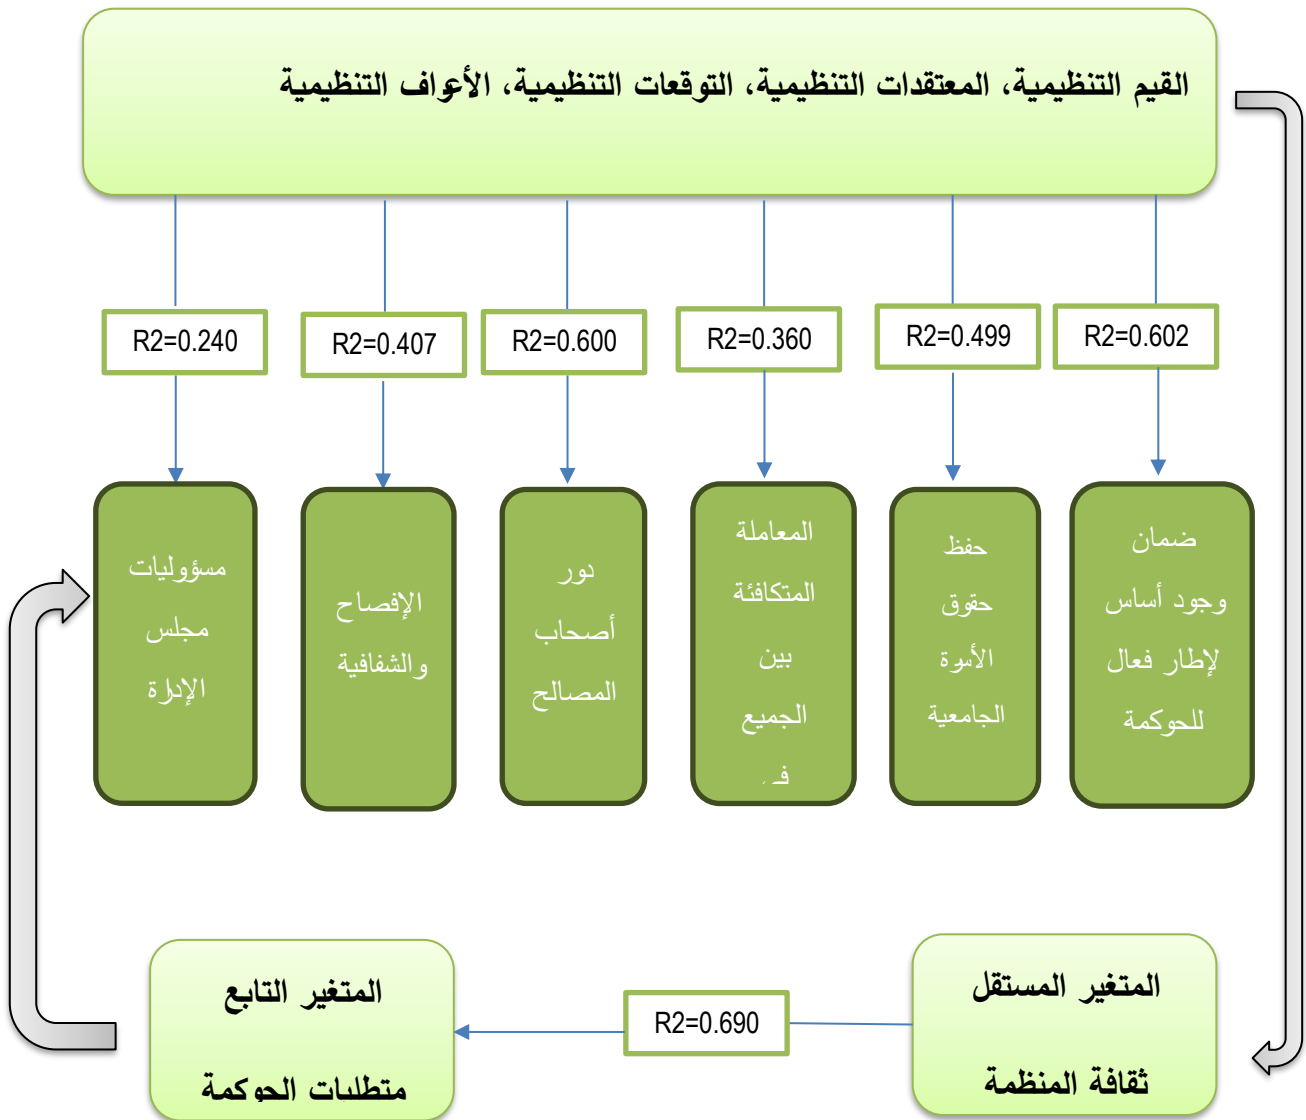 القيم التنظيمية، المعتقدات التنظيمية، التوقعات التنظيمية، الأعراف التنظيمية
R2=0.602
R2=0.499
R2=0.360
R2=0.600
R2=0.407
R2=0.240
ضمان
وجود أساس
لإطار فعال
للحوكمة
حفظ
حقوق
الأسرة
الجامعية
المعاملة
المتكافئة
بين
الجميع
في
دور
أصحاب
المصالح
الإفصاح
والشفافية
مسؤوليات
مجلس
الإدارة
المتغير المستقل
ثقافة المنظمة
R2=0.690
المتغير التابع
متطلبات الحوكمة